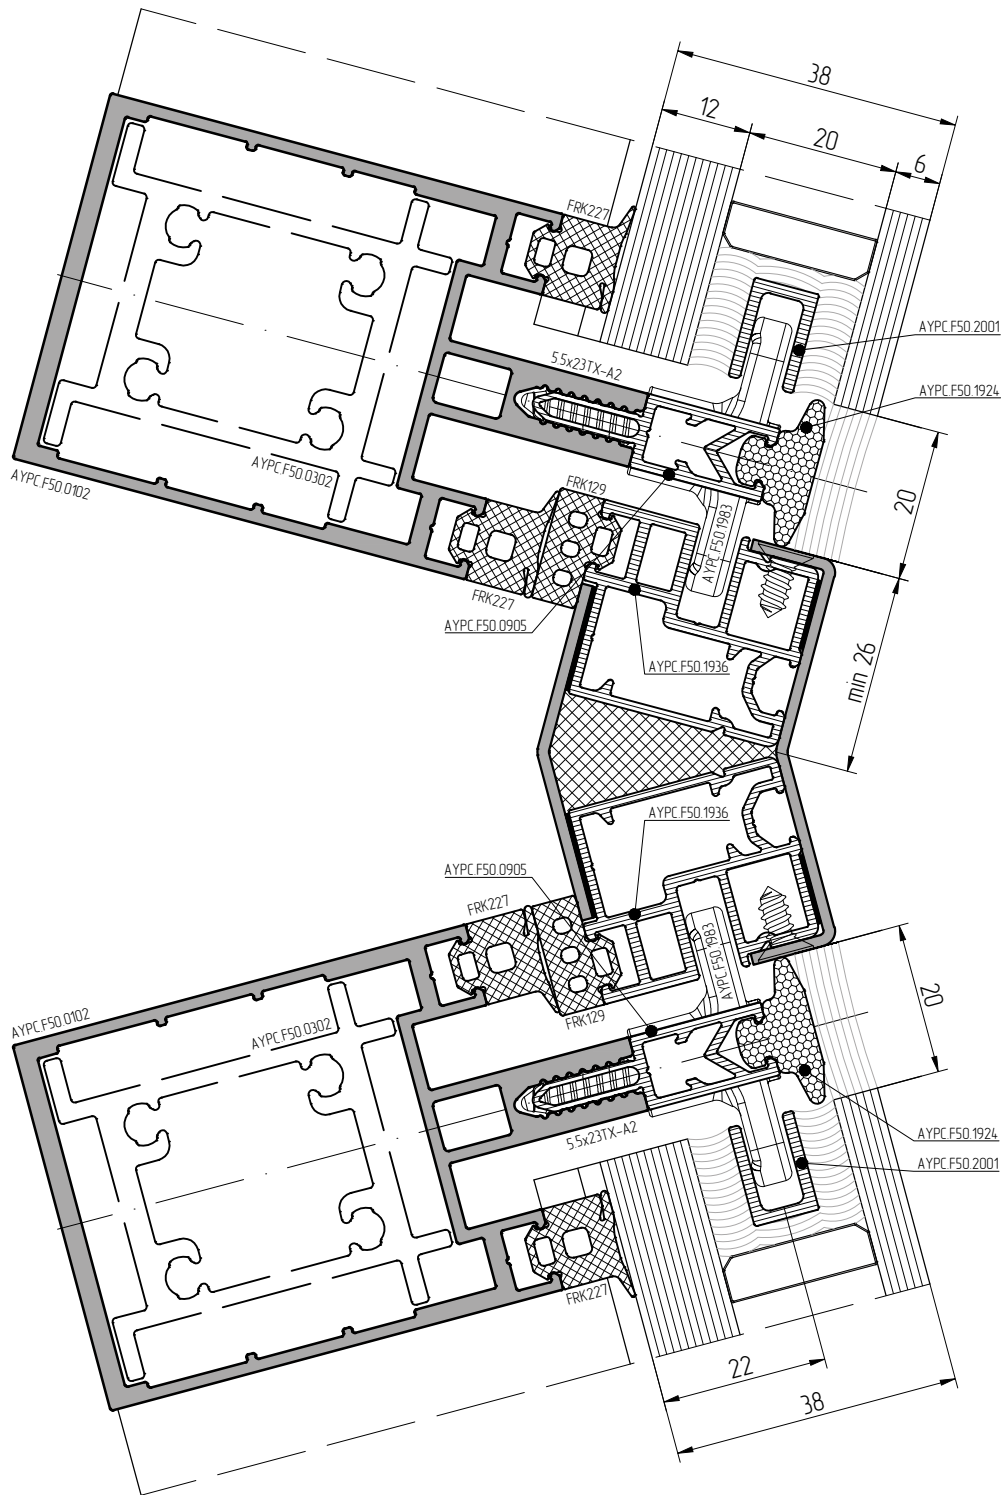 38
12
20
6
FRK227
AYPC.F50.2001
5.5x23TX-A2
AYPC.F50.1924
AYPC.F50.0302
AYPC.F50.0102
FRK129
20
AYPC.F50.1983
FRK227
AYPC.F50.0905
AYPC.F50.1936
min 26
AYPC.F50.1936
AYPC.F50.0905
FRK227
AYPC.F50.1983
20
AYPC.F50.0102
AYPC.F50.0302
FRK129
5.5x23TX-A2
AYPC.F50.1924
AYPC.F50.2001
FRK227
22
38